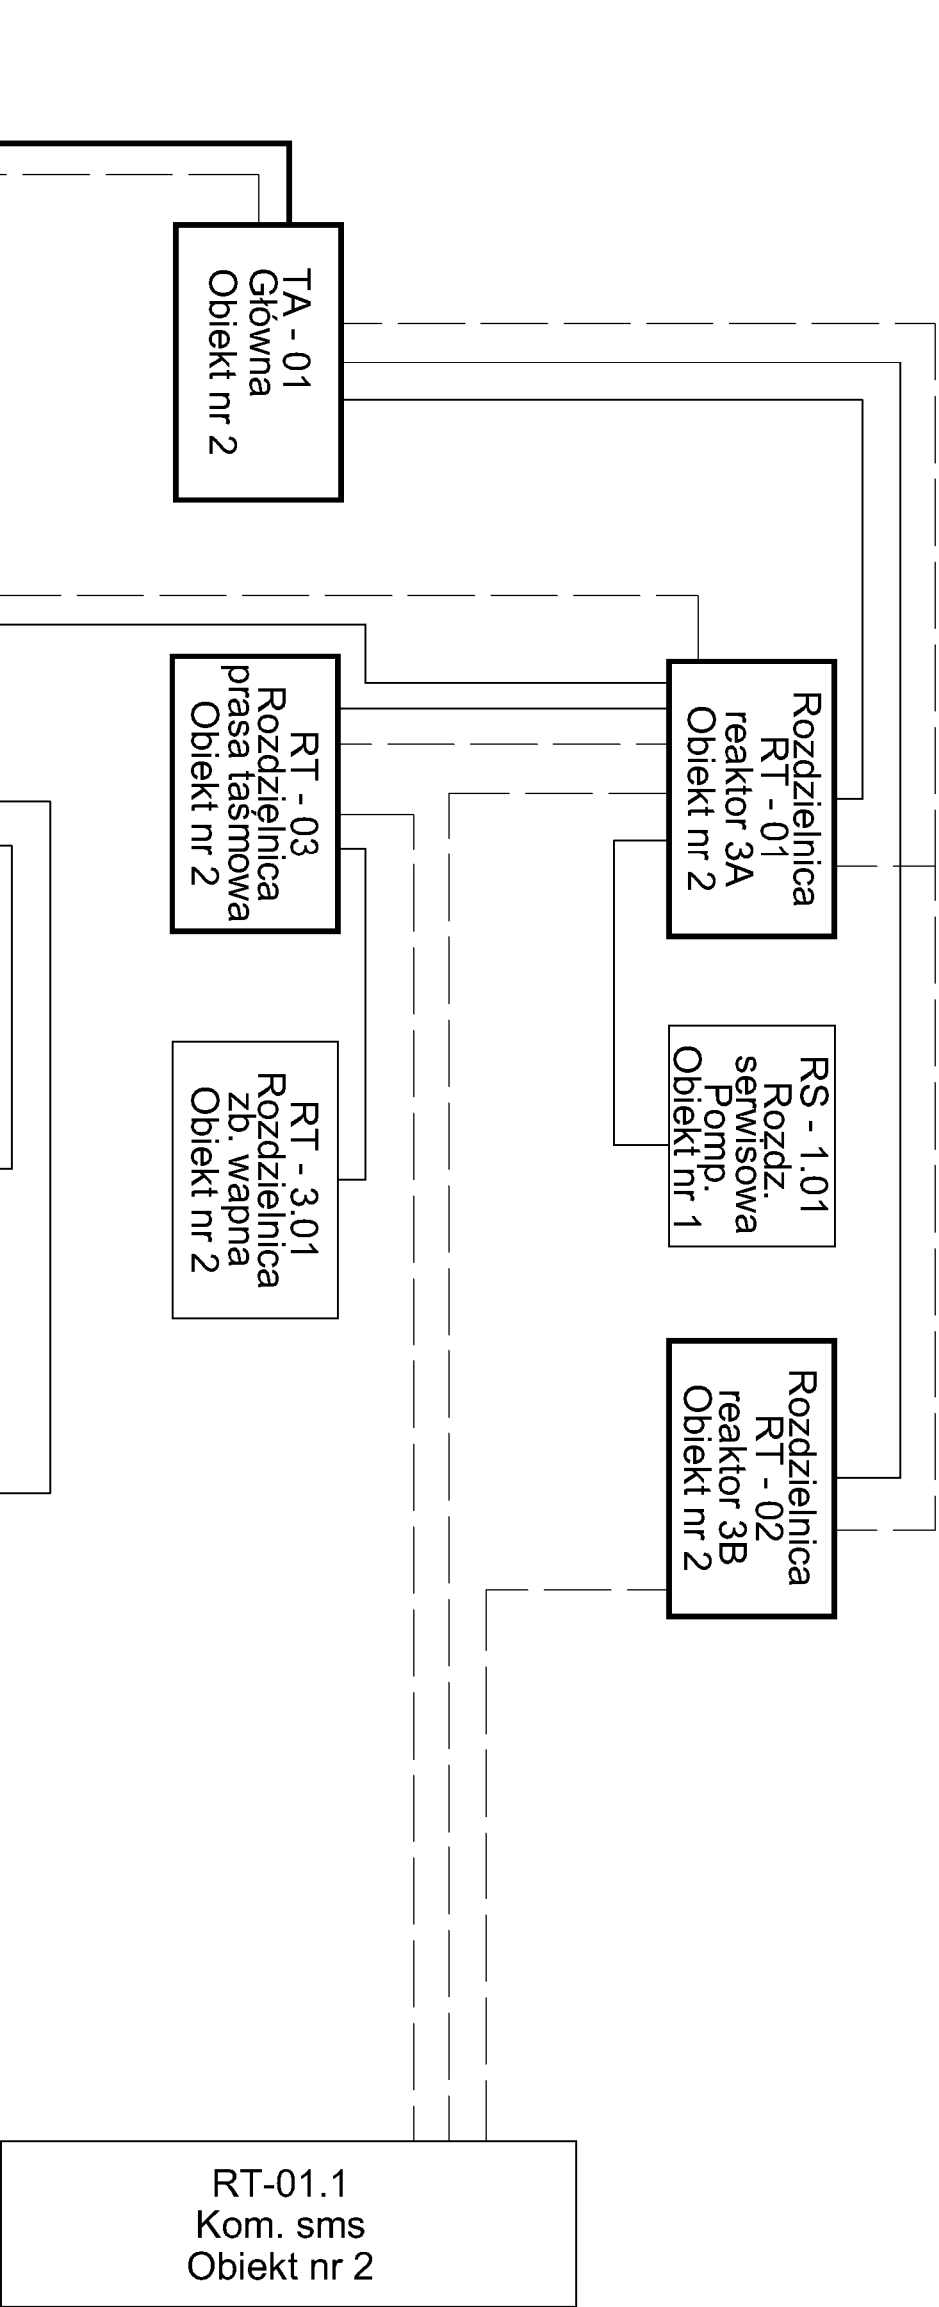 TA - 01
Główna
Obiekt nr 2
Rozdzielnica
RT - 01
reaktor 3A
Obiekt nr 2
RT - 03
Rozdzielnica
prasa taśmowa
Obiekt nr 2
RS - 1.01
Rozdz.
serwisowa
Pomp.
Obiekt nr 1
RT - 3.01
Rozdzielnica
zb. wapna
Obiekt nr 2
Rozdzielnica
RT - 02
reaktor 3B
Obiekt nr 2
RT-01.1
Kom. sms
Obiekt nr 2